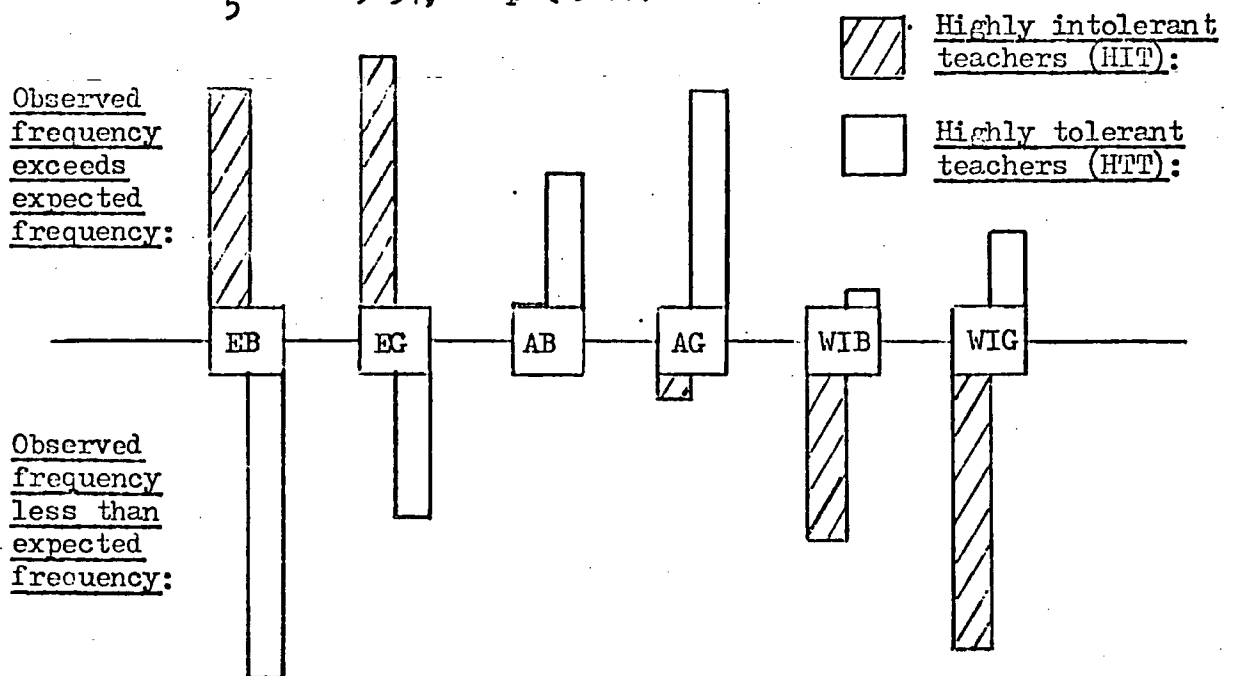 5
Highly intolerant
teachers (HIT):
Observed
frequency
exceeds
expected
frequency:
Highly tolerant
teachers (HTT):
EB EG AB AG WIB WIG
Observed
frequency
less than
expected
frequency: